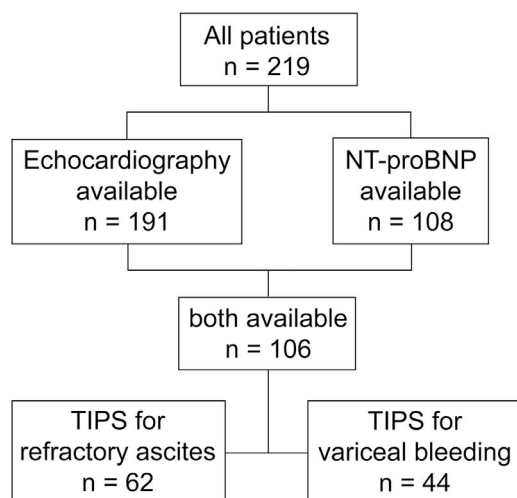 All patients
n = 219
Echocardiography
available
n = 191
NT-proBNP
available
n = 108
both available
n = 106
TIPS for
refractory ascites
n = 62
TIPS for
variceal bleeding
n = 44